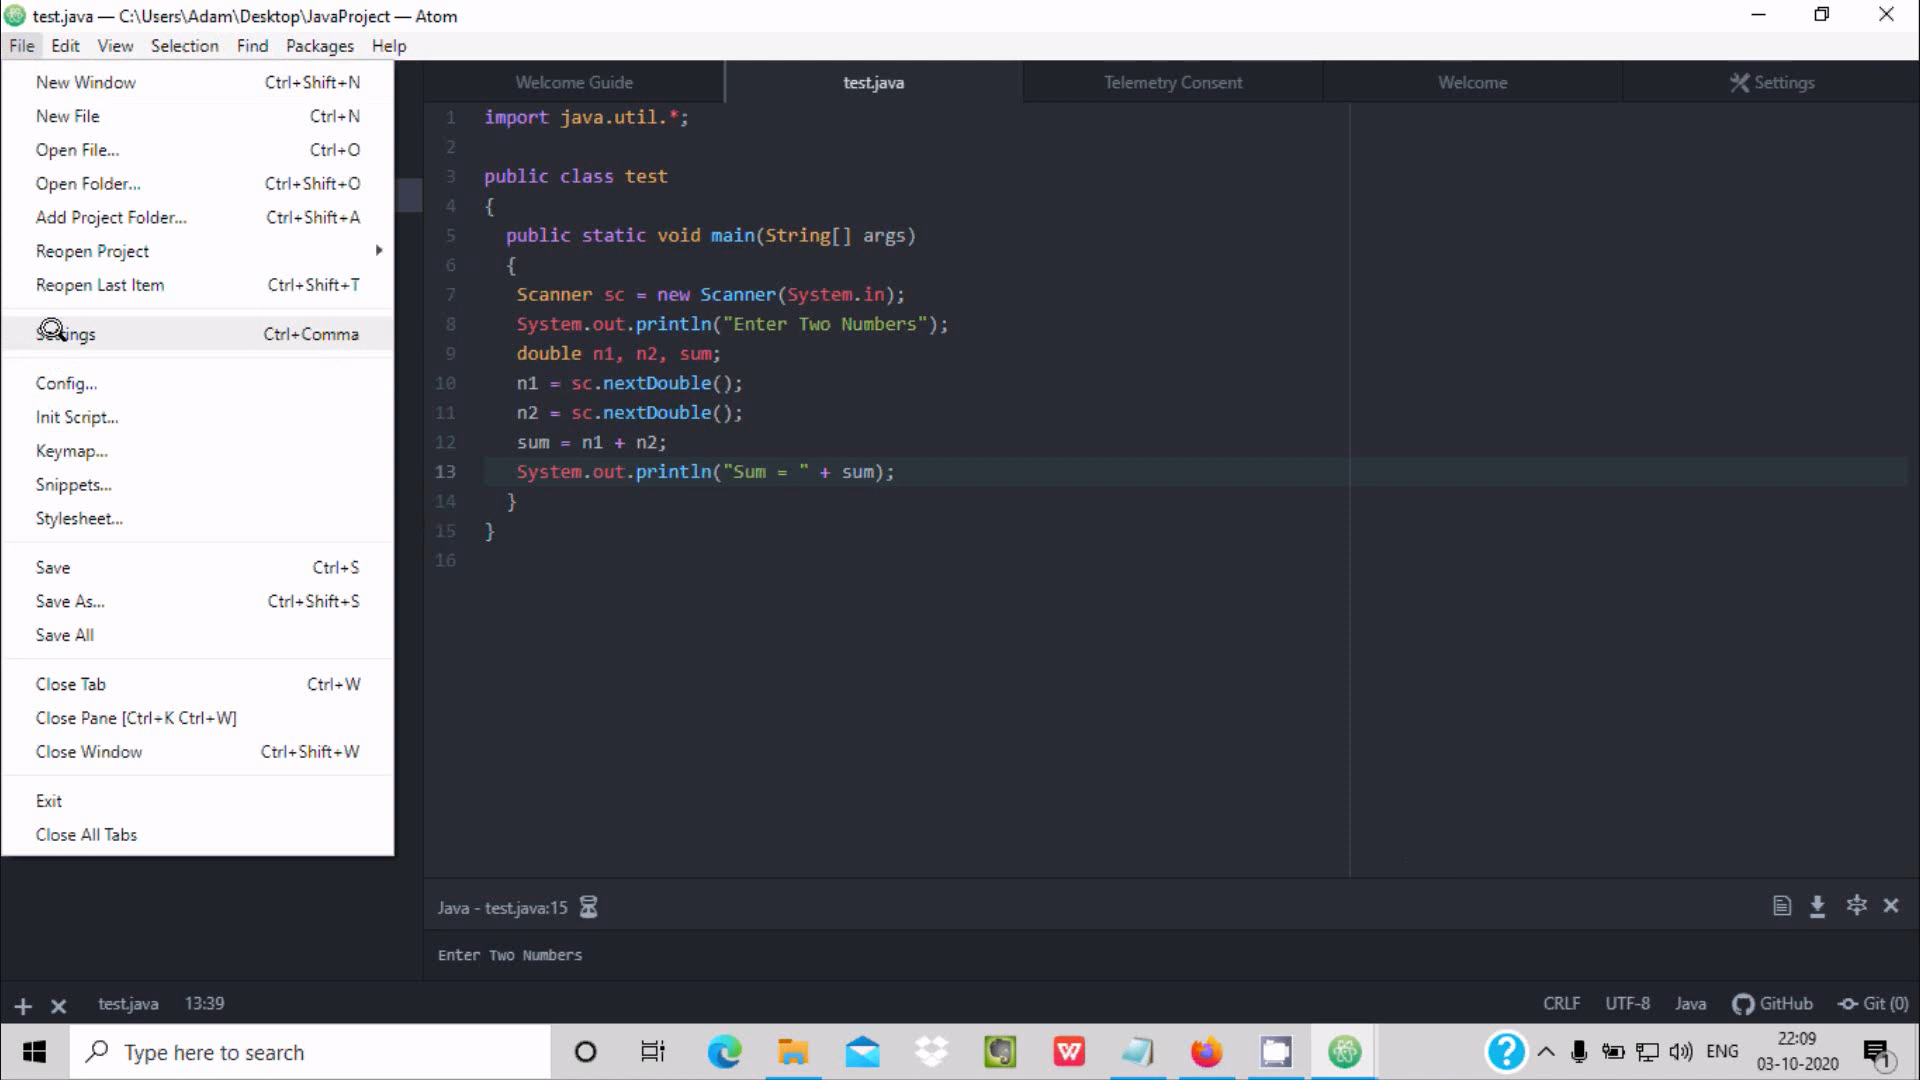 test.java — C:\Users\Adam\Desktop\JavaProject — Atom
File Edit View Selection Find Packages Help
New Window Ctrl+Shift+N
New File Ctrl+N
Open File... Ctrl+O
Open Folder... Ctrl+Shift+O
Add Project Folder... Ctrl+Shift+A
Reopen Project
Reopen Last Item Ctrl+Shift+T
Settings Ctrl+Comma
Config...
Init Script...
Keymap...
Snippets...
Stylesheet...
Save Ctrl+S
Save As... Ctrl+Shift+S
Save All
Close Tab Ctrl+W
Close Pane [Ctrl+K Ctrl+W]
Close Window Ctrl+Shift+W
Exit
Close All Tabs
Welcome Guide test.java Telemetry Consent Welcome Settings
1 import java.util.*;
2
3 public class test
4 {
5 public static void main(String[] args)
6 {
7 Scanner sc = new Scanner(System.in);
8 System.out.println("Enter Two Numbers");
9 double n1, n2, sum;
10 n1 = sc.nextDouble();
11 n2 = sc.nextDouble();
12 sum = n1 + n2;
13 System.out.println("Sum = " + sum);
14 }
15 }
16
Java - test.java:15
Enter Two Numbers
test.java 13:39 CRLF UTF-8 Java GitHub Git (0)
Type here to search W ? ENG 22:09
03-10-2020 1